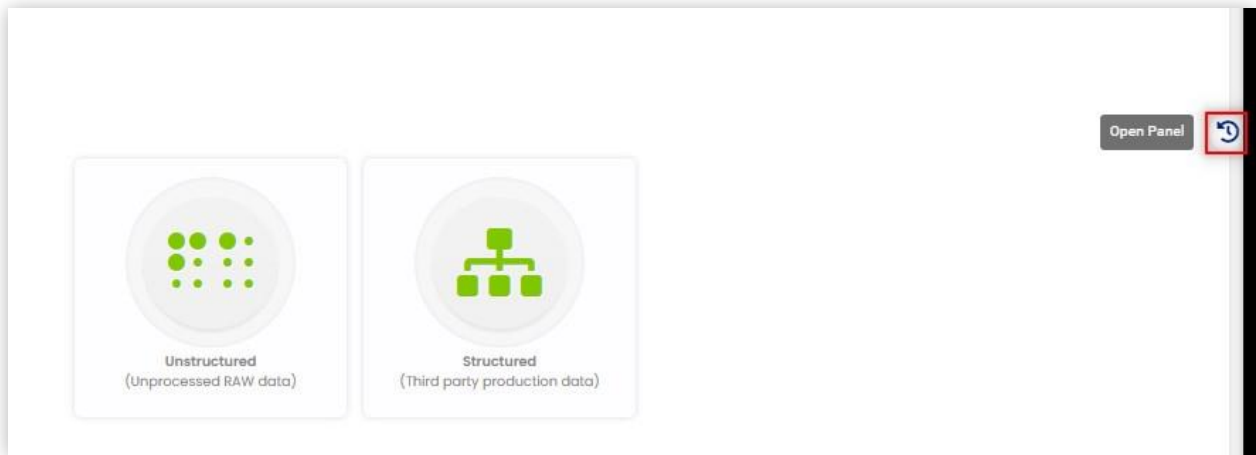 Open Panel
Unstructured
(Unprocessed RAW data)
Structured
(Third party production data)